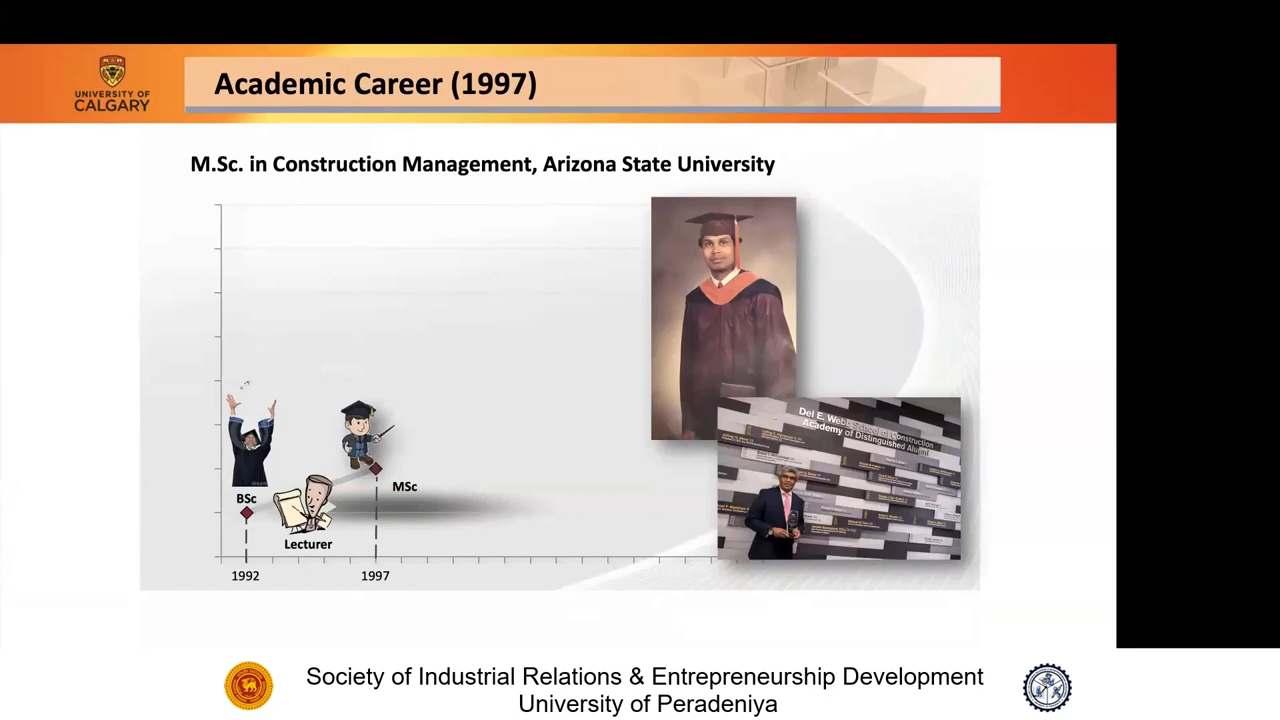 UNIVERSITY OF
CALGARY
Academic Career (1997)
M.Sc. in Construction Management, Arizona State University
Del E. Webb School of Construction
Academy of Distinguished Alumni
BSc
MSc
Lecturer
1992
1997
Society of Industrial Relations & Entrepreneurship Development
University of Peradeniya